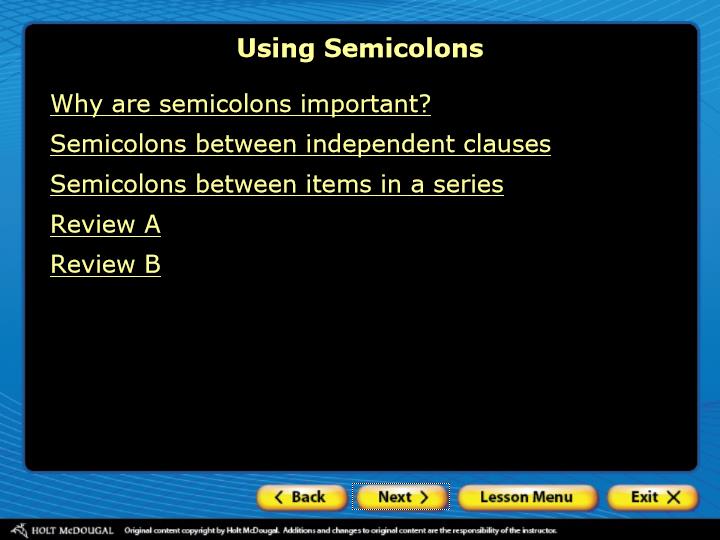 Using Semicolons
Why are semicolons important?
Semicolons between independent clauses
Semicolons between items in a series
Review A
Review B
Back
Next
Lesson Menu
Exit
HOLT McDOUGAL Original content copyright by Holt McDougal. Additions and changes to original content are the responsibility of the instructor.